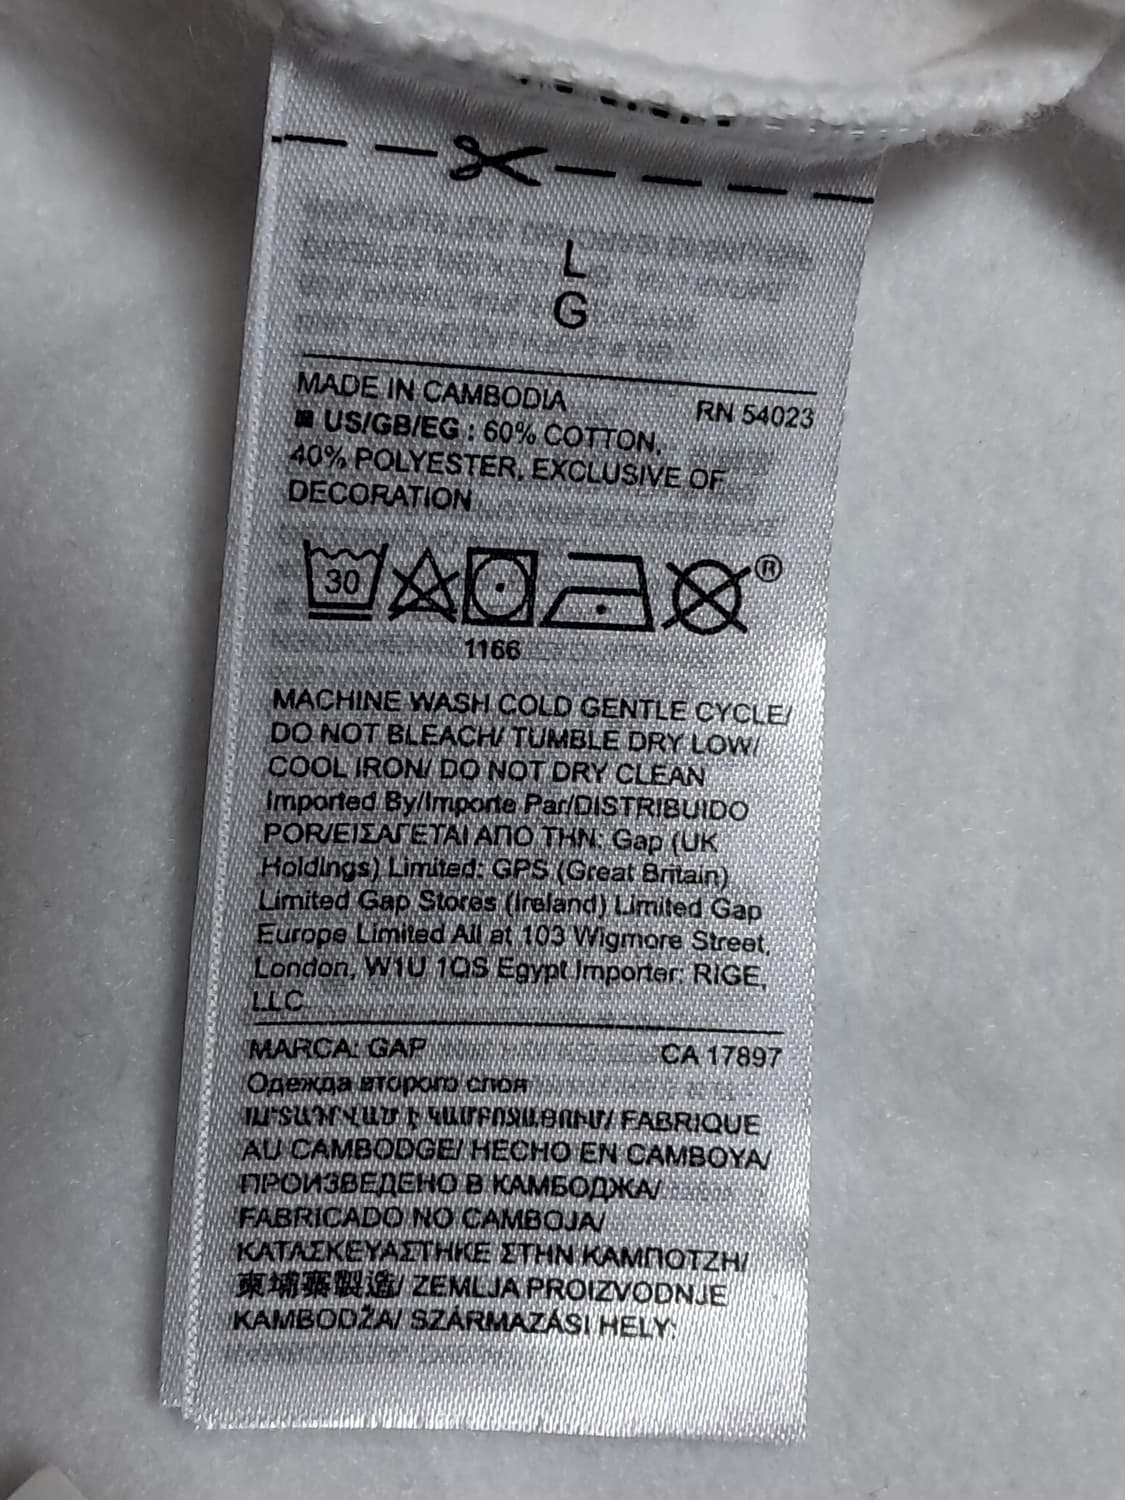 L
G
MADE IN CAMBODIA
RN 54023
US/GB/EG : 60% COTTON,
40% POLYESTER, EXCLUSIVE OF
DECORATION
30
®
1166
MACHINE WASH COLD GENTLE CYCLE/
DO NOT BLEACH/ TUMBLE DRY LOW/
COOL IRON/ DO NOT DRY CLEAN
Imported By/Importe Par/DISTRIBUIDO
POR/ΕΙΣΑΓΕΤΑΙ ΑΠΟ ΤΗΝ: Gap (UK
Holdings) Limited: GPS (Great Britain)
Limited Gap Stores (Ireland) Limited Gap
Europe Limited All at 103 Wigmore Street,
London, W1U 1QS Egypt Importer: RIGE,
LLC
MARCA: GAP
CA 17897
Одежда второго слоя
ԱՐՏԱԴՐՎԱԾ Է ԿԱՄԲՈՋԱՅՈՒՄ/ FABRIQUE
AU CAMBODGE/ HECHO EN CAMBOYA/
ПРОИЗВЕДЕНО В КАМБОДЖА/
FABRICADO NO CAMBOJA/
ΚΑΤΑΣΚΕΥΑΣΤΗΚΕ ΣΤΗΝ ΚΑΜΠΟΤΖΗ/
柬埔寨製造/ ZEMLJA PROIZVODNJE
KAMBODŽA/ SZÁRMAZÁSI HELY: